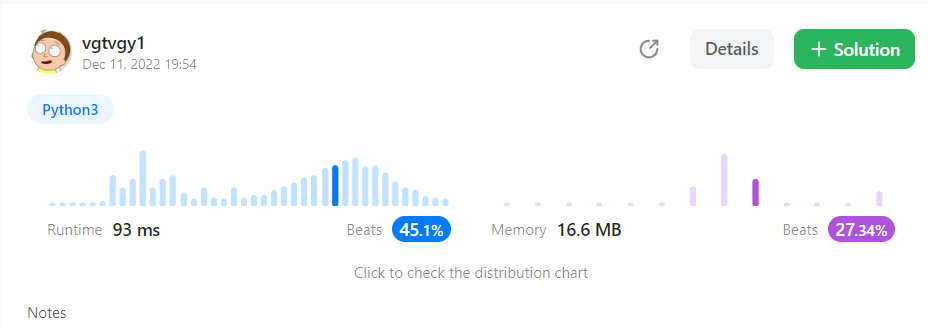 vgtvgy1
Dec 11, 2022 19:54
Details
+ Solution
Python3
Runtime 93 ms Beats 45.1% Memory 16.6 MB Beats 27.34%
Click to check the distribution chart
Notes